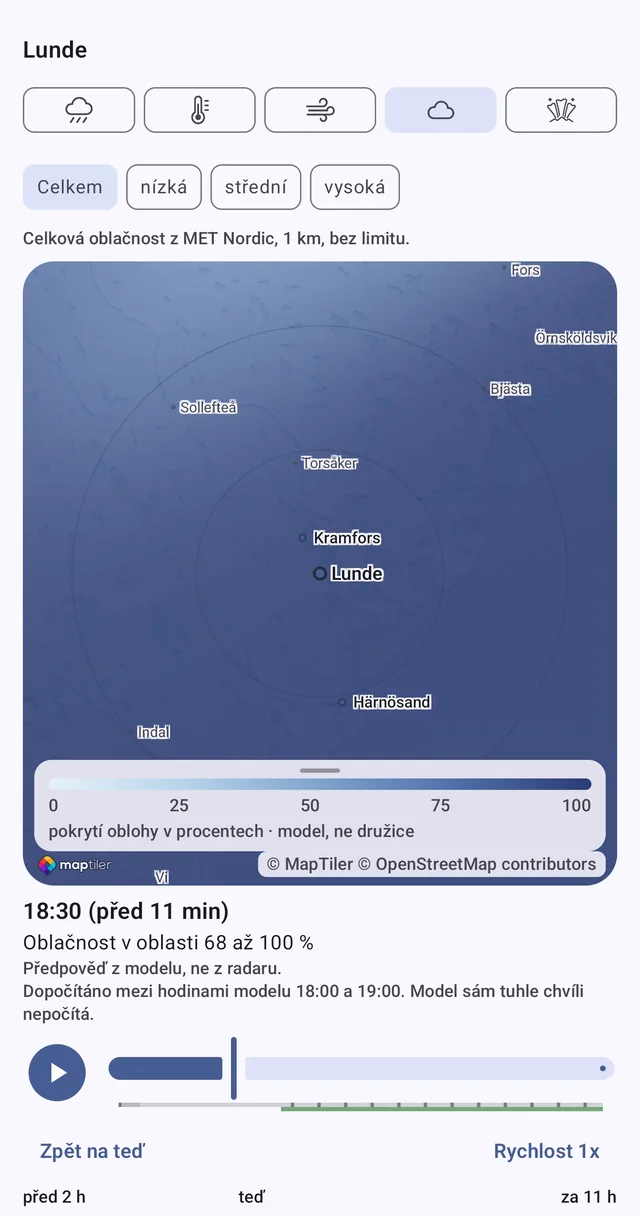 Lunde
Celkem
nízká
střední
vysoká
Celková oblačnost z MET Nordic, 1 km, bez limitu.
Fors
Örnsköldsvik
Bjästa
Sollefteå
Torsåker
Kramfors
Lunde
Härnösand
Indal
0 25 50 75 100
pokrytí oblohy v procentech · model, ne družice
maptiler
© MapTiler © OpenStreetMap contributors
Vi
18:30 (před 11 min)
Oblačnost v oblasti 68 až 100 %
Předpověď z modelu, ne z radaru.
Dopočítáno mezi hodinami modelu 18:00 a 19:00. Model sám tuhle chvíli
nepočítá.
Zpět na teď
Rychlost 1x
před 2 h
teď
za 11 h